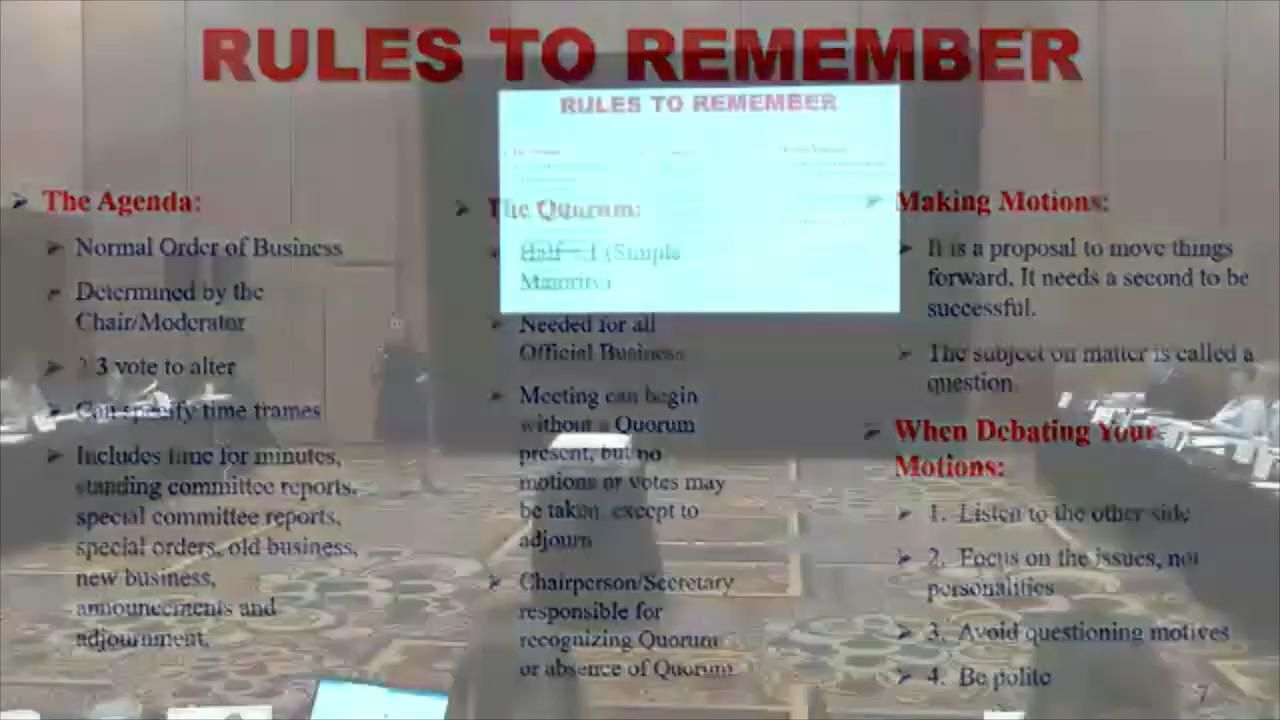 RULES TO REMEMBER
RULES TO REMEMBER
The Agenda:
Normal Order of Business
Determined by the
Chair/Moderator
3 vote to alter
Can specify time frames
Includes time for minutes,
standing committee reports,
special committee reports,
special orders, old business,
new business,
announcements and
adjournment.
The Quorum:
Half + 1 (Simple
Majority)
Needed for all
Official Business
Meeting can begin
without a Quorum
present, but no
motions or votes may
be taken except to
adjourn
Chairperson/Secretary
responsible for
recognizing Quorum
or absence of Quorum
Making Motions:
It is a proposal to move things
forward. It needs a second to be
successful.
The subject on matter is called a
question
When Debating Your
Motions:
1. Listen to the other side
2. Focus on the issues, not
personalities
3. Avoid questioning motives
4. Be polite
7